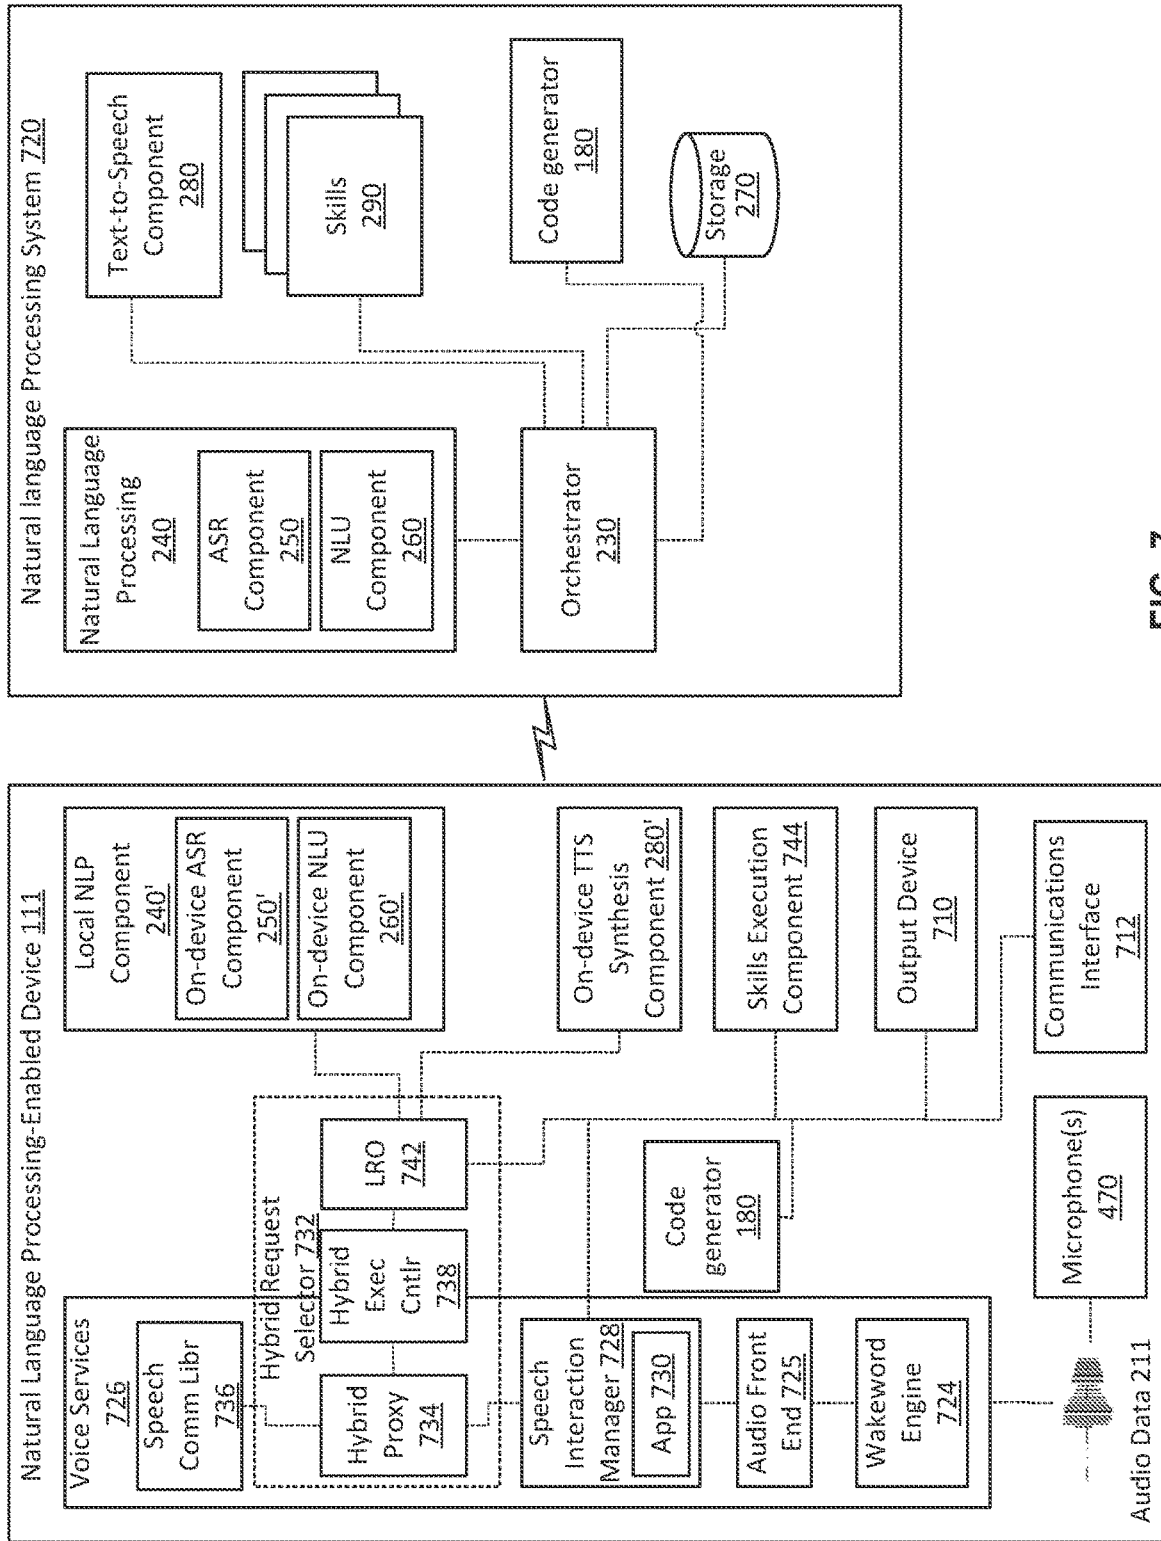 Natural Language Processing-Enabled Device 111
Voice Services
726
Speech
Comm Libr
736
Hybrid Request
Selector 732
Hybrid
Proxy
734
Hybrid
Exec
Cntlr
738
LRO
742
Speech
Interaction
Manager 728
App 730
Audio Front
End 725
Wakeword
Engine
724
Audio Data 211
Microphone(s)
470
Code
generator
180
Local NLP
Component
240'
On-device ASR
Component
250'
On-device NLU
Component
260'
On-device TTS
Synthesis
Component 280'
Skills Execution
Component 744
Output Device
710
Communications
Interface
712
Natural language Processing System 720
Natural Language
Processing
240
ASR
Component
250
NLU
Component
260
Orchestrator
230
Text-to-Speech
Component
280
Skills
290
Code generator
180
Storage
270
FIG. 7